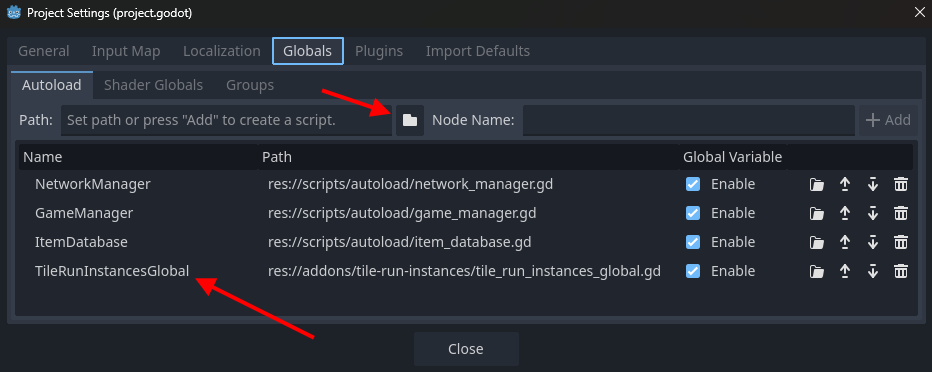 Project Settings (project.godot)
General Input Map Localization Globals Plugins Import Defaults
Autoload Shader Globals Groups
Path: Set path or press "Add" to create a script. Node Name: Add
Name Path Global Variable
NetworkManager res://scripts/autoload/network_manager.gd Enable
GameManager res://scripts/autoload/game_manager.gd Enable
ItemDatabase res://scripts/autoload/item_database.gd Enable
TileRunInstancesGlobal res://addons/tile-run-instances/tile_run_instances_global.gd Enable
Close